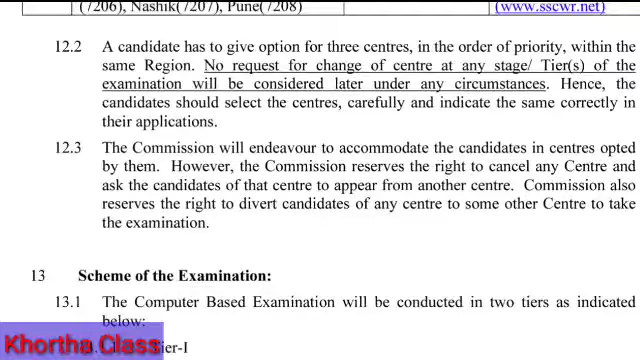 (7206), Nashik(7207), Pune(7208)
(www.sscwr.net)
12.2 A candidate has to give option for three centres, in the order of priority, within the
same Region. No request for change of centre at any stage/ Tier(s) of the
examination will be considered later under any circumstances. Hence, the
candidates should select the centres, carefully and indicate the same correctly in
their applications.
12.3 The Commission will endeavour to accommodate the candidates in centres opted
by them. However, the Commission reserves the right to cancel any Centre and
ask the candidates of that centre to appear from another centre. Commission also
reserves the right to divert candidates of any centre to some other Centre to take
the examination.
13 Scheme of the Examination:
13.1 The Computer Based Examination will be conducted in two tiers as indicated
below:
Tier-I
Khortha Class